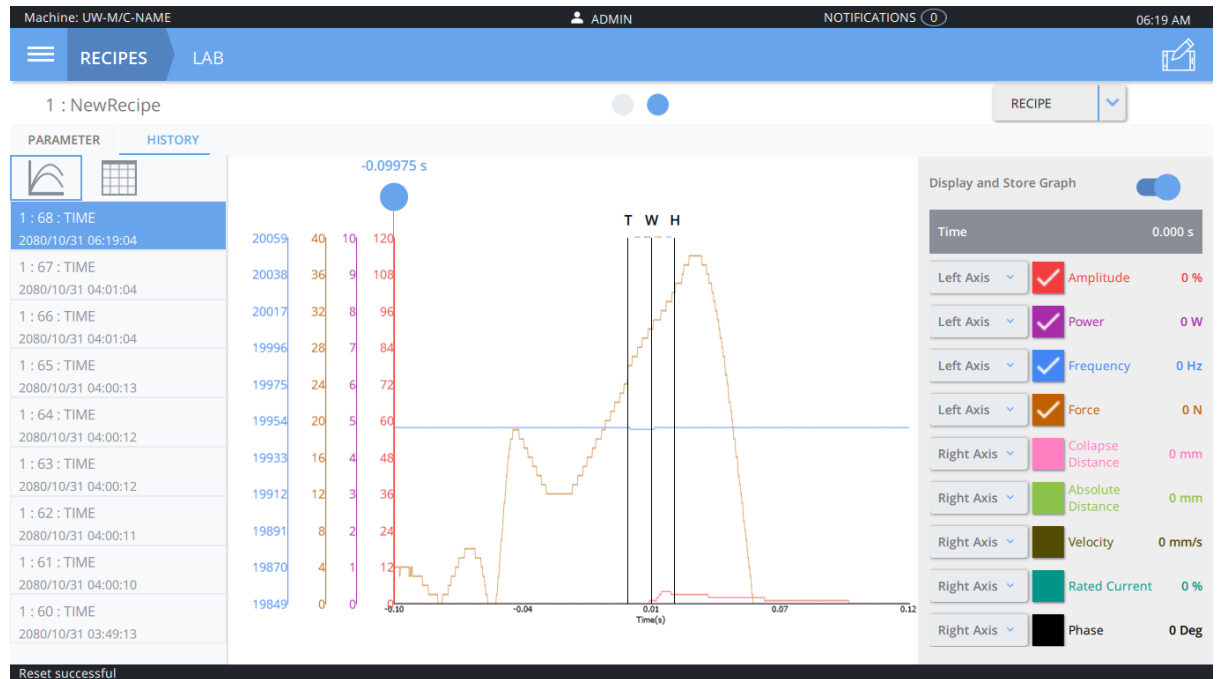 Machine: UW-M/C-NAME ADMIN NOTIFICATIONS 0 06:19 AM
RECIPES LAB
1 : NewRecipe RECIPE
PARAMETER HISTORY
1 : 68 : TIME
2080/10/31 06:19:04
1 : 67 : TIME
2080/10/31 04:01:04
1 : 66 : TIME
2080/10/31 04:01:04
1 : 65 : TIME
2080/10/31 04:00:13
1 : 64 : TIME
2080/10/31 04:00:12
1 : 63 : TIME
2080/10/31 04:00:12
1 : 62 : TIME
2080/10/31 04:00:11
1 : 61 : TIME
2080/10/31 04:00:10
1 : 60 : TIME
2080/10/31 03:49:13
-0.09975 s
T W H
20059 40 10 120
20038 36 9 108
20017 32 8 96
19996 28 7 84
19975 24 6 72
19954 20 5 60
19933 16 4 48
19912 12 3 36
19891 8 2 24
19870 4 1 12
19849 0 0 0
-0.10 -0.04 0.01 0.07 0.12
Time(s)
Display and Store Graph
Time 0.000 s
Left Axis Amplitude 0 %
Left Axis Power 0 W
Left Axis Frequency 0 Hz
Left Axis Force 0 N
Right Axis Collapse Distance 0 mm
Right Axis Absolute Distance 0 mm
Right Axis Velocity 0 mm/s
Right Axis Rated Current 0 %
Right Axis Phase 0 Deg
Reset successful